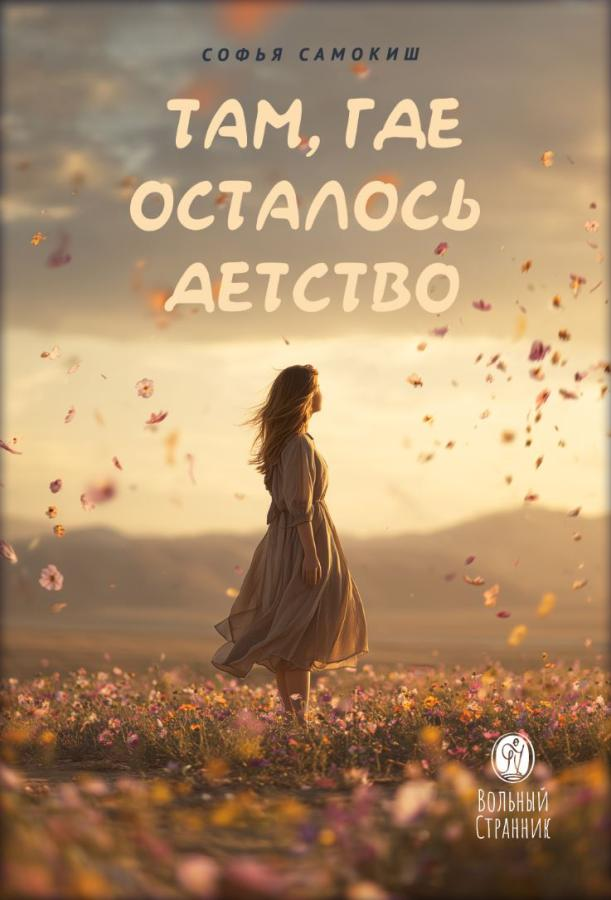 СОФЬЯ САМОКИШ
ТАМ, ГДЕ
ОСТАЛОСЬ
ДЕТСТВО
ВОЛЬНЫЙ
СТРАННИК